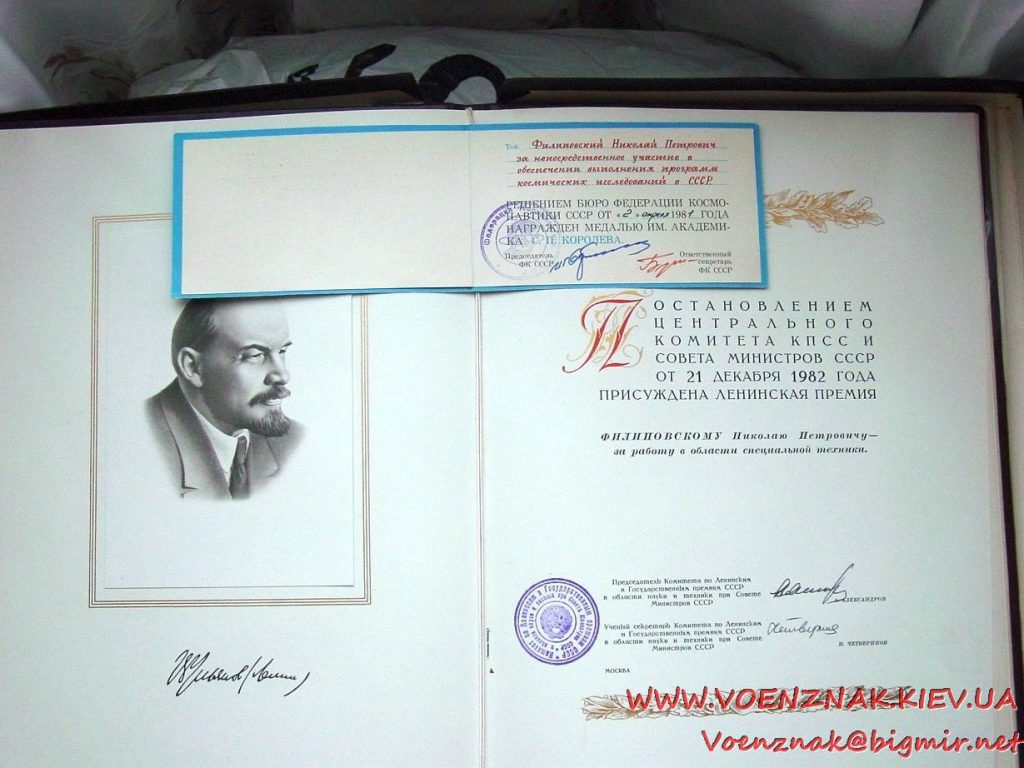 Тов. Филиповский Николай Петрович
за непосредственное участие в
обеспечении выполнения программ
космических исследований в СССР
РЕШЕНИЕМ БЮРО ФЕДЕРАЦИИ КОСМО-
НАВТИКИ СССР ОТ «2» апреля 1981 ГОДА
НАГРАЖДЕН МЕДАЛЬЮ ИМ. АКАДЕМИ-
КА С. П. КОРОЛЕВА.
Председатель
ФК СССР
Ответственный
секретарь
ФК СССР
ПОСТАНОВЛЕНИЕМ
ЦЕНТРАЛЬНОГО
КОМИТЕТА КПСС И
СОВЕТА МИНИСТРОВ СССР
ОТ 21 ДЕКАБРЯ 1982 ГОДА
ПРИСУЖДЕНА ЛЕНИНСКАЯ ПРЕМИЯ
ФИЛИПОВСКОМУ Николаю Петровичу—
за работу в области специальной техники.
Председатель Комитета по Ленинским
и Государственным премиям СССР
в области науки и техники при Совете
Министров СССР
АЛЕКСАНДРОВ
Ученый секретарь Комитета по Ленинским
и Государственным премиям СССР
в области науки и техники при Совете
Министров СССР
В. ЧЕТВЕРИКОВ
МОСКВА
В. Ульянов (Ленин)
WWW.VOENZNAK.KIEV.UA
Voenznak@bigmir.net